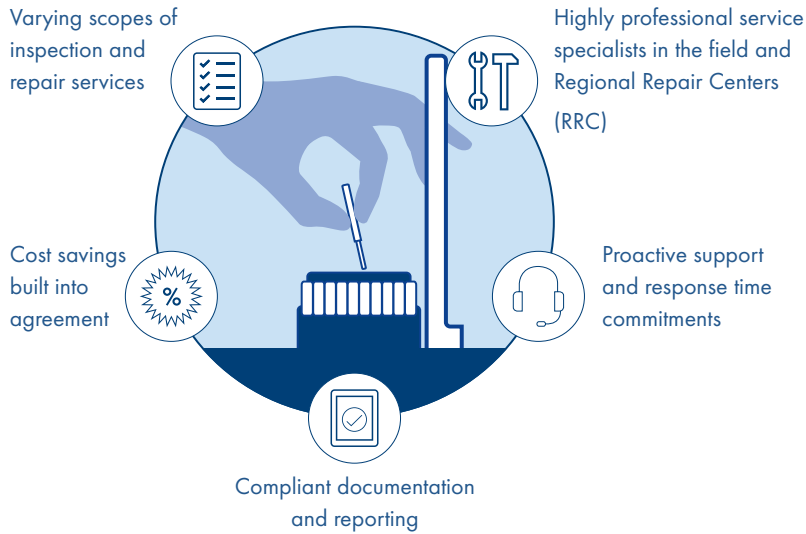 Varying scopes of
inspection and
repair services
Highly professional service
specialists in the field and
Regional Repair Centers
(RRC)
Cost savings
built into
agreement
%
Proactive support
and response time
commitments
Compliant documentation
and reporting